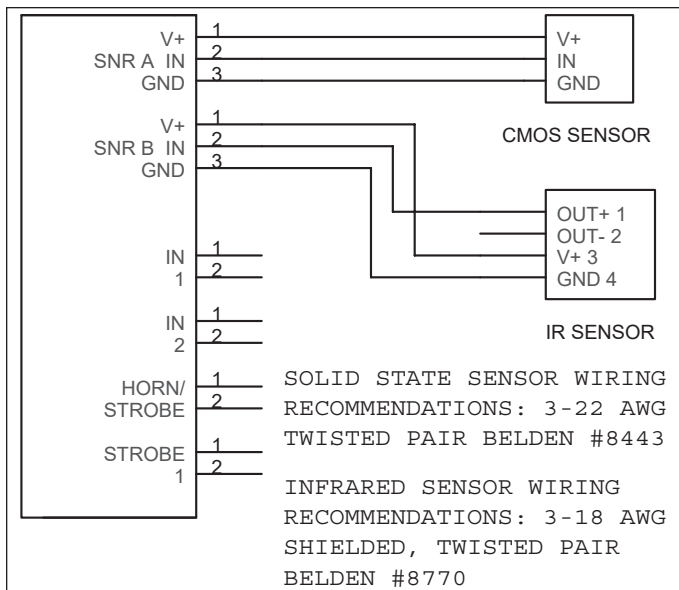 V+ 1
SNR A IN 2
GND 3
V+
IN
GND
CMOS SENSOR
V+ 1
SNR B IN 2
GND 3
OUT+ 1
OUT- 2
V+ 3
GND 4
IR SENSOR
IN 1
1 2
IN 1
2 2
HORN/ 1
STROBE 2
STROBE 1
1 2
SOLID STATE SENSOR WIRING
RECOMMENDATIONS: 3-22 AWG
TWISTED PAIR BELDEN #8443
INFRARED SENSOR WIRING
RECOMMENDATIONS: 3-18 AWG
SHIELDED, TWISTED PAIR
BELDEN #8770